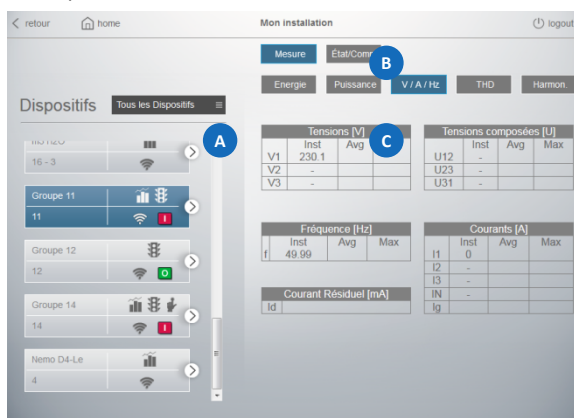 retour
home
Mon installation
logout
Mesure
État/Com
B
Energie
Puissance
V / A / Hz
THD
Harmon.
Dispositifs
Tous les Dispositifs
A
C
16 - 3
Groupe 11
11
I
Groupe 12
12
O
Groupe 14
14
I
Nemo D4-Le
4
Tensions [V]
Inst Avg
V1 230.1
V2 -
V3 -
Tensions composées [U]
Inst Avg Max
U12 -
U23 -
U31 -
Fréquence [Hz]
Inst Avg Max
f 49.99
Courant Résiduel [mA]
Id
Courants [A]
Inst Avg Max
I1 0
I2 -
I3 -
IN -
Ig